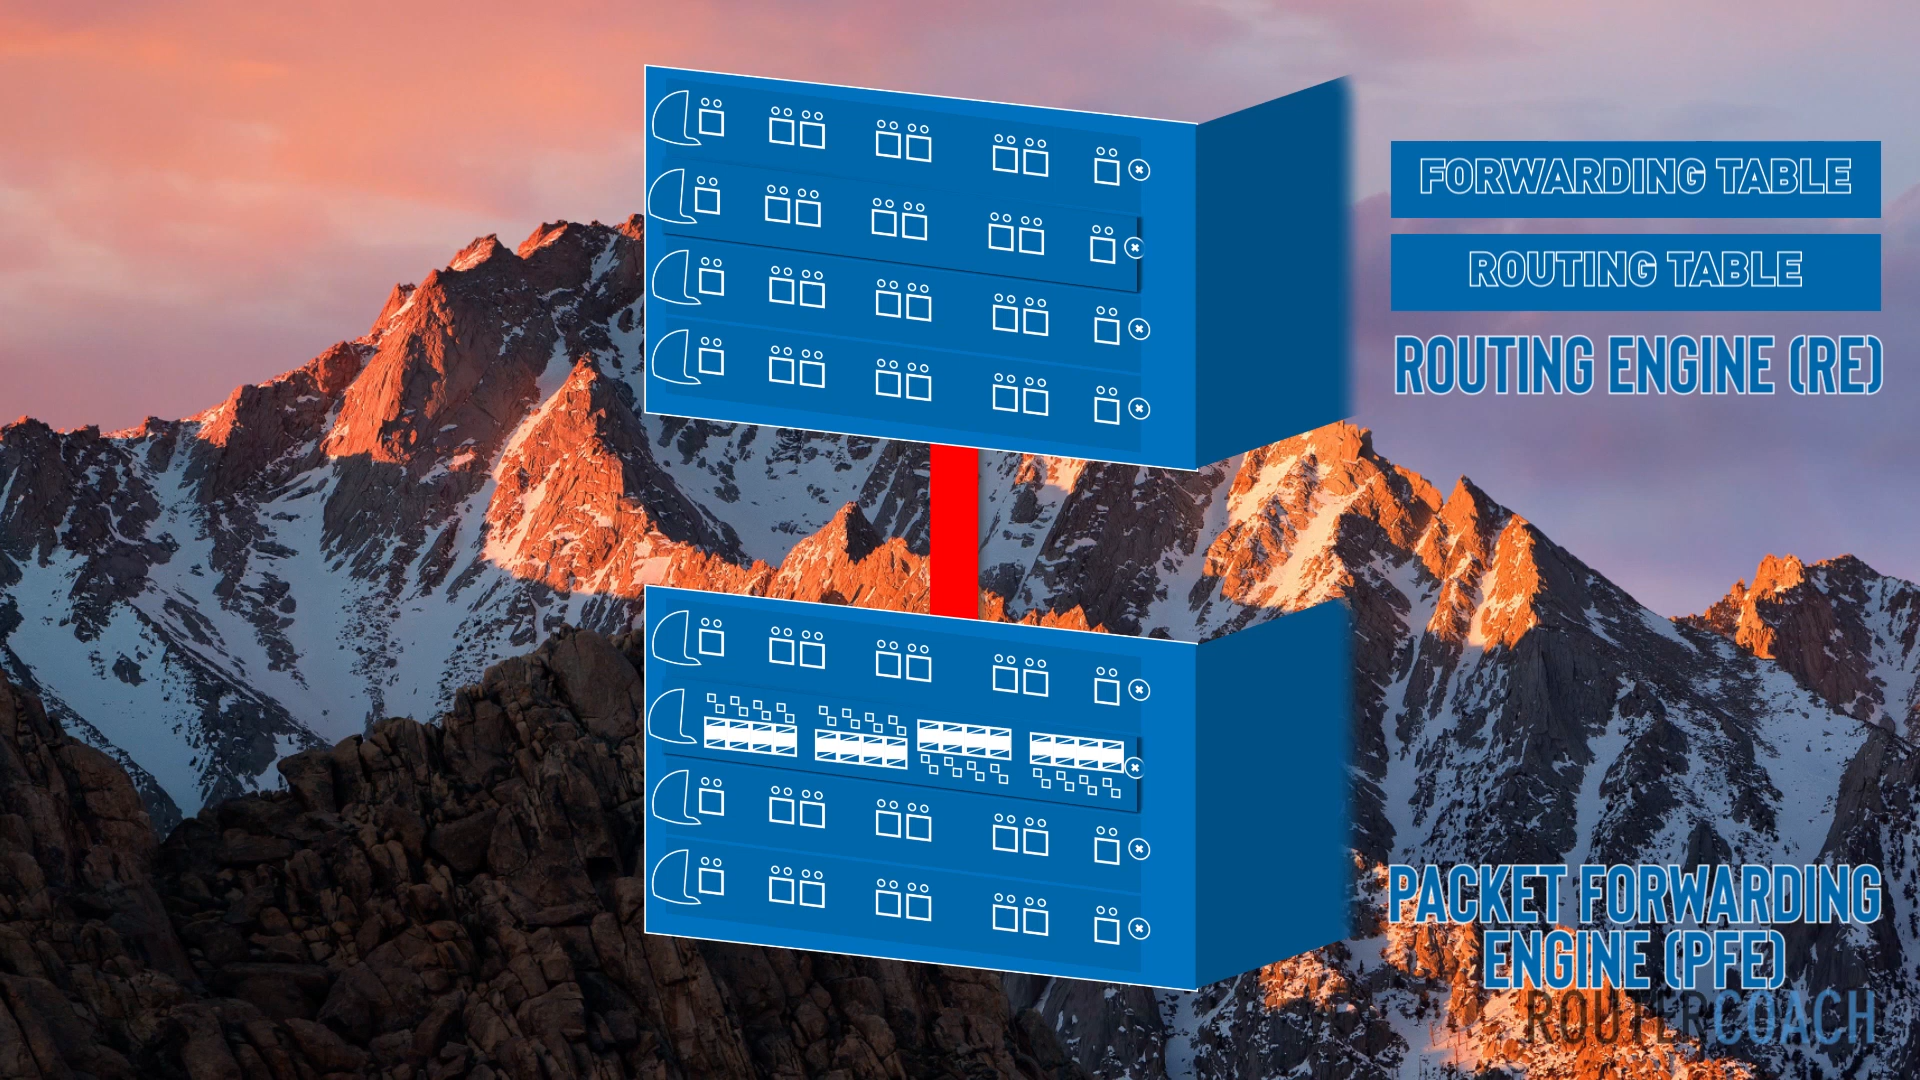 FORWARDING TABLE
ROUTING TABLE
ROUTING ENGINE (RE)
PACKET FORWARDING
ENGINE (PFE)
ROUTERCOACH